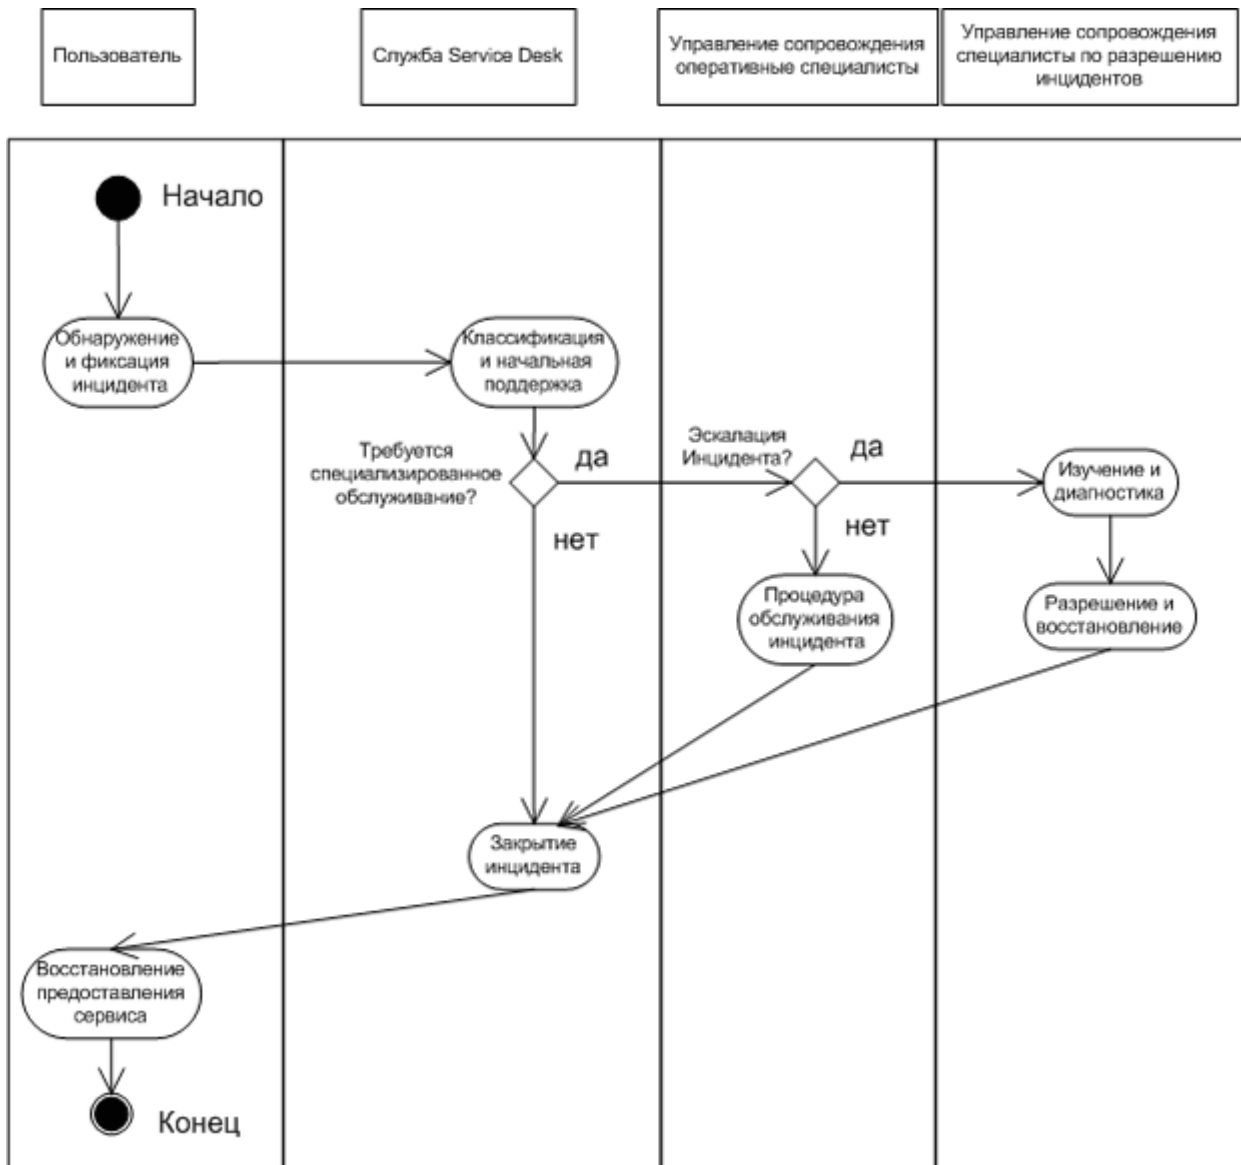 Пользователь
Служба Service Desk
Управление сопровождения
оперативные специалисты
Управление сопровождения
специалисты по разрешению
инцидентов
Начало
Обнаружение
и фиксация
инцидента
Классификация
и начальная
поддержка
Требуется
специализированное
обслуживание?
да
нет
Эскалация
Инцидента?
да
нет
Изучение и
диагностика
Процедура
обслуживания
инцидента
Разрешение и
восстановление
Закрытие
инцидента
Восстановление
предоставления
сервиса
Конец